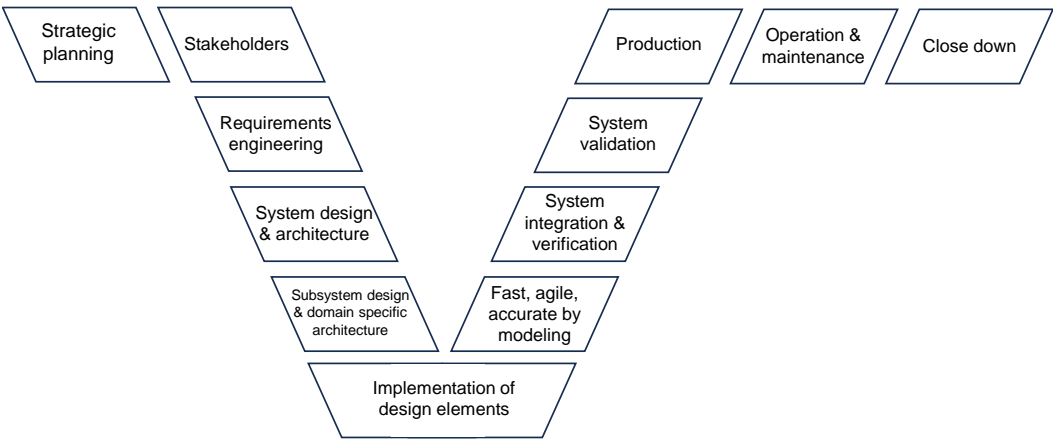 Strategic
planning
Stakeholders
Requirements
engineering
System design
& architecture
Subsystem design
& domain specific
architecture
Implementation of
design elements
Fast, agile,
accurate by
modeling
System
integration &
verification
System
validation
Production
Operation &
maintenance
Close down